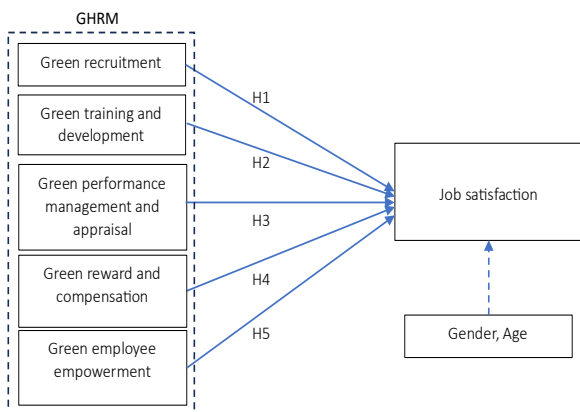 GHRM
Green recruitment
H1
Green training and
development
H2
Green performance
management and
appraisal
H3
Job satisfaction
Green reward and
compensation
H4
Green employee
empowerment
H5
Gender, Age